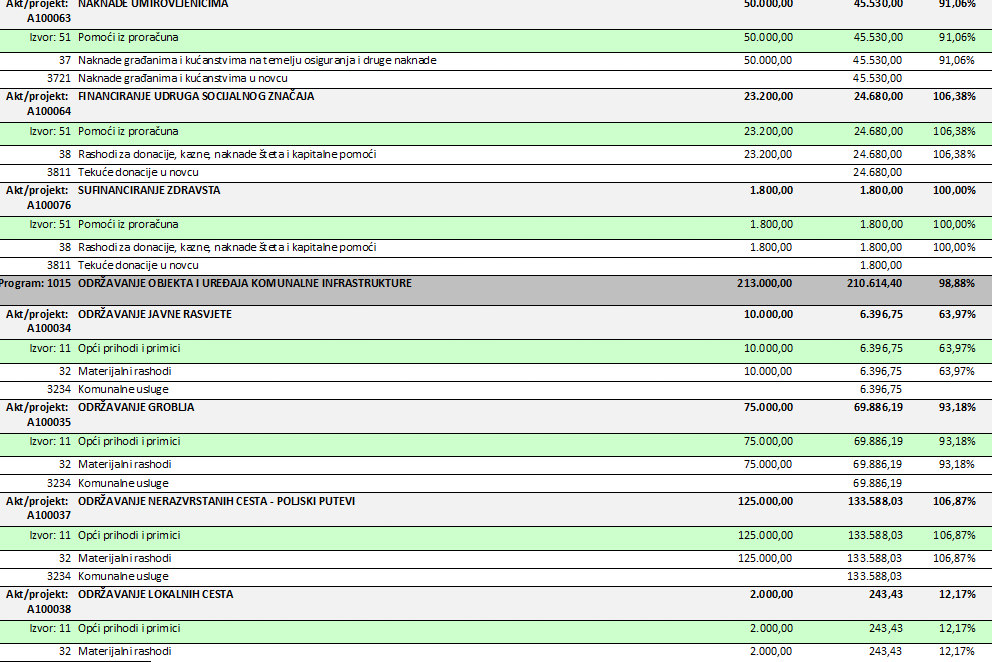 Akt/projekt: NAKNADE UMIROVLJENICIMA 50.000,00 45.530,00 91,06%
A100063
Izvor: 51 Pomoći iz proračuna 50.000,00 45.530,00 91,06%
37 Naknade građanima i kućanstvima na temelju osiguranja i druge naknade 50.000,00 45.530,00 91,06%
3721 Naknade građanima i kućanstvima u novcu 45.530,00
Akt/projekt: FINANCIRANJE UDRUGA SOCIJALNOG ZNAČAJA 23.200,00 24.680,00 106,38%
A100064
Izvor: 51 Pomoći iz proračuna 23.200,00 24.680,00 106,38%
38 Rashodi za donacije, kazne, naknade šteta i kapitalne pomoći 23.200,00 24.680,00 106,38%
3811 Tekuće donacije u novcu 24.680,00
Akt/projekt: SUFINANCIRANJE ZDRAVSTA 1.800,00 1.800,00 100,00%
A100076
Izvor: 51 Pomoći iz proračuna 1.800,00 1.800,00 100,00%
38 Rashodi za donacije, kazne, naknade šteta i kapitalne pomoći 1.800,00 1.800,00 100,00%
3811 Tekuće donacije u novcu 1.800,00
Program: 1015 ODRŽAVANJE OBJEKTA I UREĐAJA KOMUNALNE INFRASTRUKTURE 213.000,00 210.614,40 98,88%
Akt/projekt: ODRŽAVANJE JAVNE RASVJETE 10.000,00 6.396,75 63,97%
A100034
Izvor: 11 Opći prihodi i primici 10.000,00 6.396,75 63,97%
32 Materijalni rashodi 10.000,00 6.396,75 63,97%
3234 Komunalne usluge 6.396,75
Akt/projekt: ODRŽAVANJE GROBLJA 75.000,00 69.886,19 93,18%
A100035
Izvor: 11 Opći prihodi i primici 75.000,00 69.886,19 93,18%
32 Materijalni rashodi 75.000,00 69.886,19 93,18%
3234 Komunalne usluge 69.886,19
Akt/projekt: ODRŽAVANJE NERAZVRSTANIH CESTA - POLJSKI PUTEVI 125.000,00 133.588,03 106,87%
A100037
Izvor: 11 Opći prihodi i primici 125.000,00 133.588,03 106,87%
32 Materijalni rashodi 125.000,00 133.588,03 106,87%
3234 Komunalne usluge 133.588,03
Akt/projekt: ODRŽAVANJE LOKALNIH CESTA 2.000,00 243,43 12,17%
A100038
Izvor: 11 Opći prihodi i primici 2.000,00 243,43 12,17%
32 Materijalni rashodi 2.000,00 243,43 12,17%